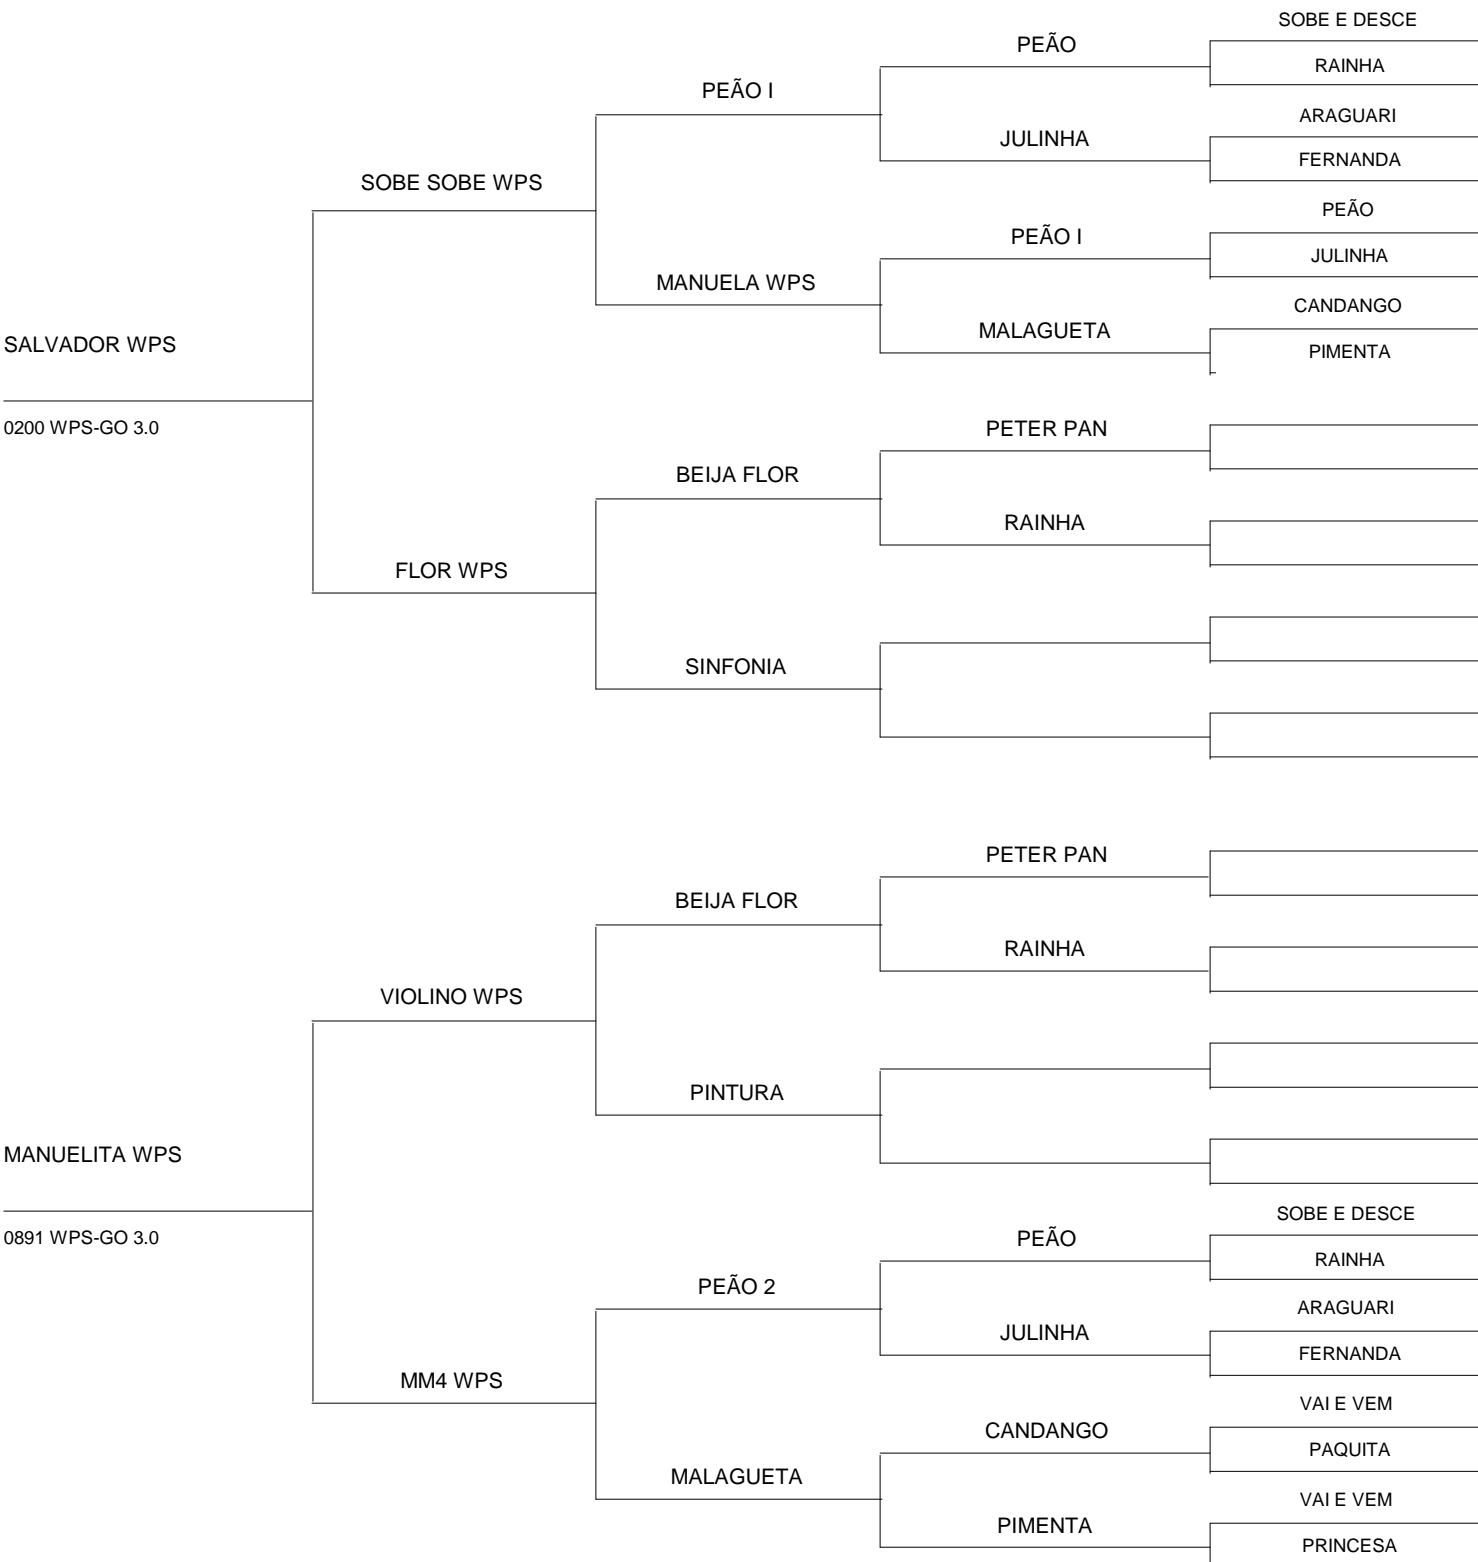 SOBE E DESCE
PEÃO
RAINHA
PEÃO I
ARAGUARI
JULINHA
FERNANDA
SOBE SOBE WPS
PEÃO
PEÃO I
JULINHA
MANUELA WPS
CANDANGO
MALAGUETA
SALVADOR WPS
PIMENTA
0200 WPS-GO 3.0
PETER PAN
BEIJA FLOR
RAINHA
FLOR WPS
SINFONIA
PETER PAN
BEIJA FLOR
RAINHA
VIOLINO WPS
PINTURA
MANUELITA WPS
SOBE E DESCE
0891 WPS-GO 3.0
PEÃO
RAINHA
PEÃO 2
ARAGUARI
JULINHA
FERNANDA
MM4 WPS
VAI E VEM
CANDANGO
PAQUITA
MALAGUETA
VAI E VEM
PIMENTA
PRINCESA